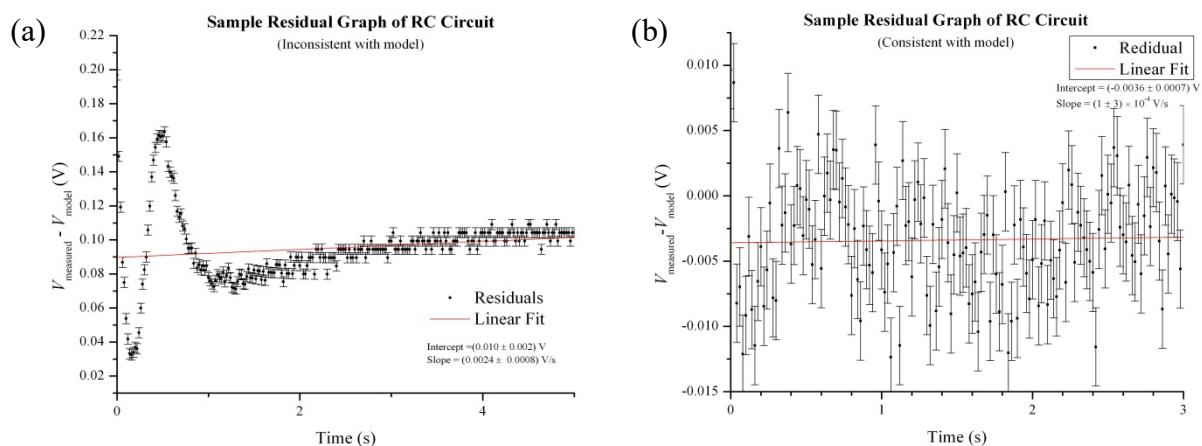 (a)
Sample Residual Graph of RC Circuit
(Inconsistent with model)
0.22
0.20
0.18
0.16
0.14
0.12
0.10
0.08
0.06
0.04
0.02
V measured - V model (V)
Residuals
Linear Fit
Intercept =(0.010 ± 0.002) V
Slope = (0.0024 ± 0.0008) V/s
0
2
4
Time (s)
(b)
Sample Residual Graph of RC Circuit
(Consistent with model)
Redidual
Linear Fit
Intercept = (-0.0036 ± 0.0007) V
Slope = (1 ± 3) × 10⁻⁴ V/s
0.010
0.005
0.000
-0.005
-0.010
-0.015
V measured - V model (V)
0
1
2
3
Time (s)